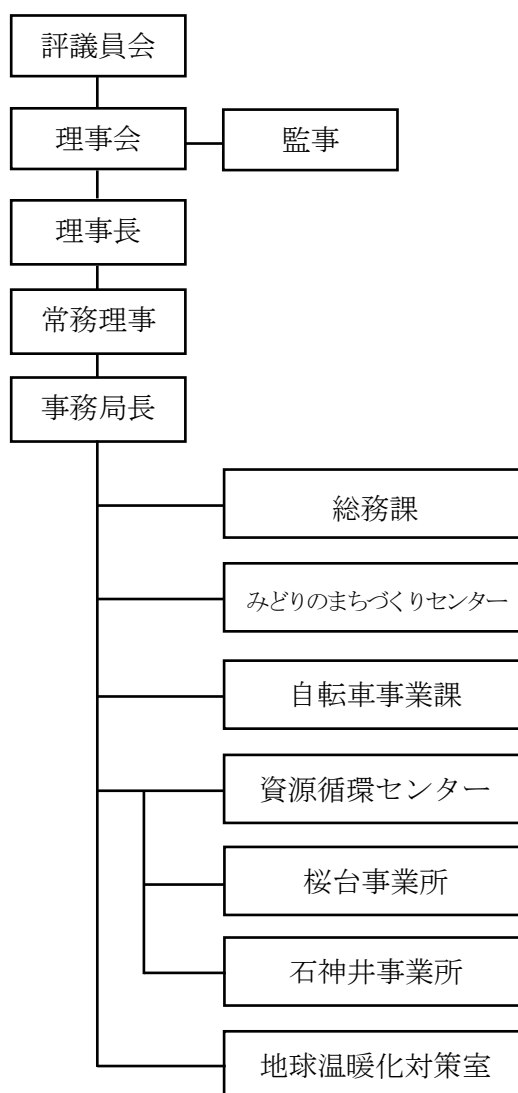 評議員会
理事会
監事
理事長
常務理事
事務局長
総務課
みどりのまちづくりセンター
自転車事業課
資源循環センター
桜台事業所
石神井事業所
地球温暖化対策室